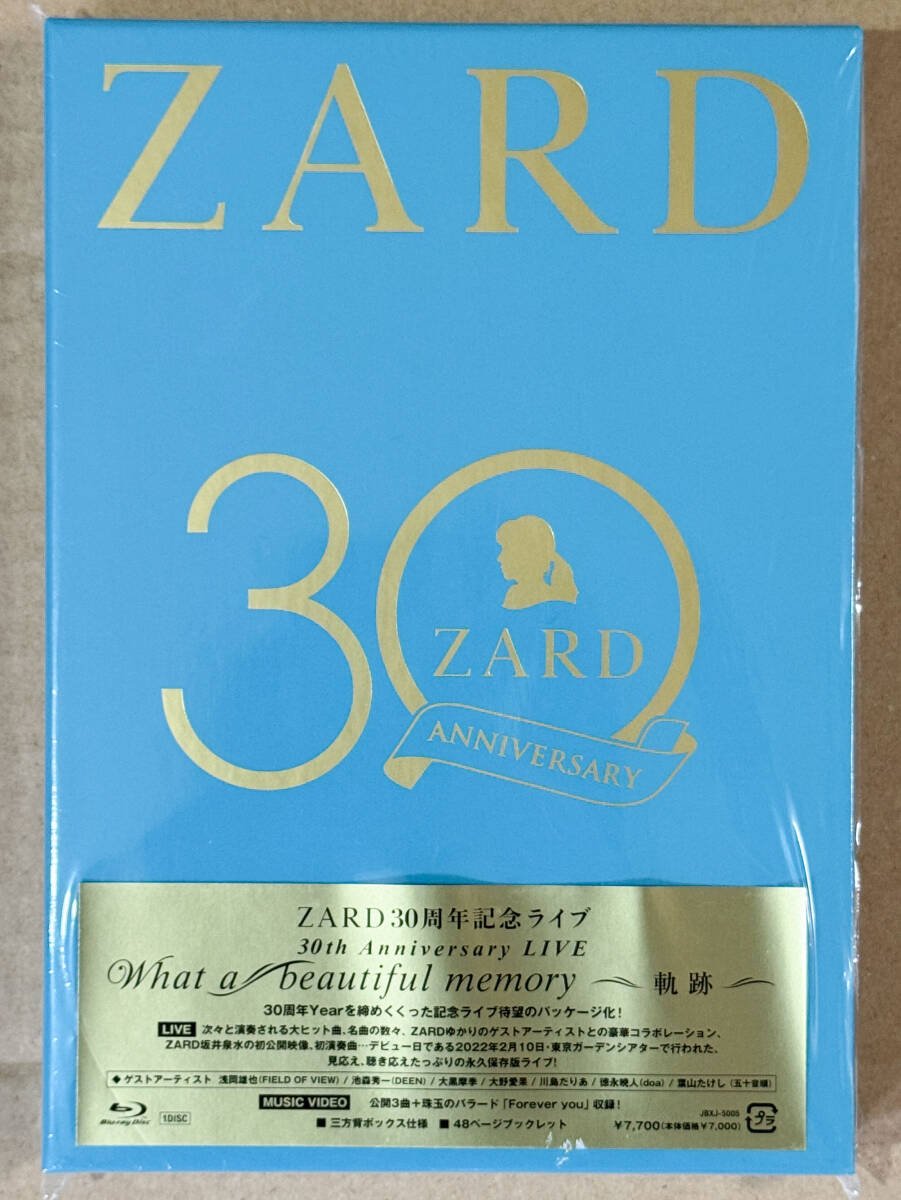 ZARD
30
ZARD
ANNIVERSARY
ZARD30周年記念ライブ
30th Anniversary LIVE
What a beautiful memory ～軌跡～
30周年Yearを締めくくった記念ライブ待望のパッケージ化!
LIVE 次々と演奏される大ヒット曲、名曲の数々、ZARDゆかりのゲストアーティストとの豪華コラボレーション、
ZARD坂井泉水の初公開映像、初演奏曲…デビュー日である2022年2月10日・東京ガーデンシアターで行われた、
見応え、聴き応えたっぷりの永久保存版ライブ!
◆ゲストアーティスト 浅岡雄也(FIELD OF VIEW) / 池森秀一(DEEN) / 大黒摩季 / 大野愛果 / 川島だりあ / 徳永暁人(doa) / 葉山たけし (五十音順)
MUSIC VIDEO 公開3曲+珠玉のバラード「Forever you」収録!
Blu-ray Disc 1DISC ■ 三方背ボックス仕様 ■ 48ページブックレット
JBXJ-5005
¥7,700(本体価格¥7,000) プラ